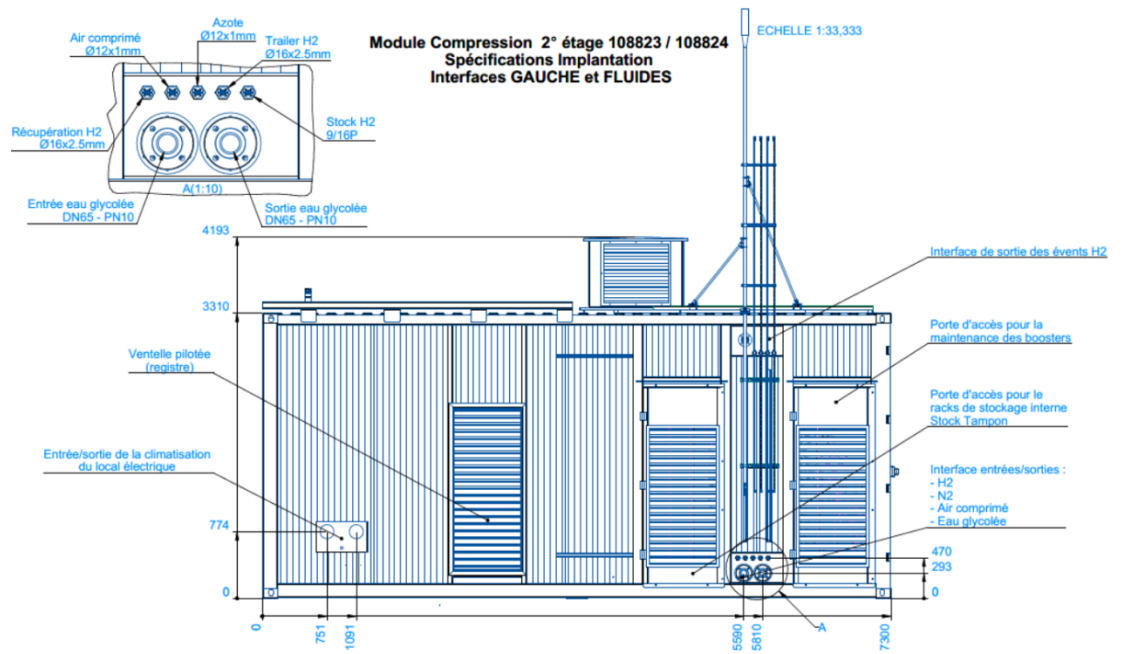 Module Compression 2° étage 108823 / 108824
Spécifications Implantation
Interfaces GAUCHE et FLUIDES
ECHELLE 1:33,333
Azote
Ø12x1mm
Air comprimé
Ø12x1mm
Trailer H2
Ø16x2.5mm
Récupération H2
Ø16x2.5mm
Stock H2
9/16P
A(1:10)
Entrée eau glycolée
DN65 - PN10
Sortie eau glycolée
DN65 - PN10
4193
3310
Interface de sortie des évents H2
Porte d'accès pour la
maintenance des boosters
Ventelle pilotée
(registre)
Porte d'accès pour le
racks de stockage interne
Stock Tampon
Entrée/sortie de la climatisation
du local électrique
Interface entrées/sorties :
- H2
- N2
- Air comprimé
- Eau glycolée
774
470
293
0
0
0
751
1091
5590
5810
A
7300